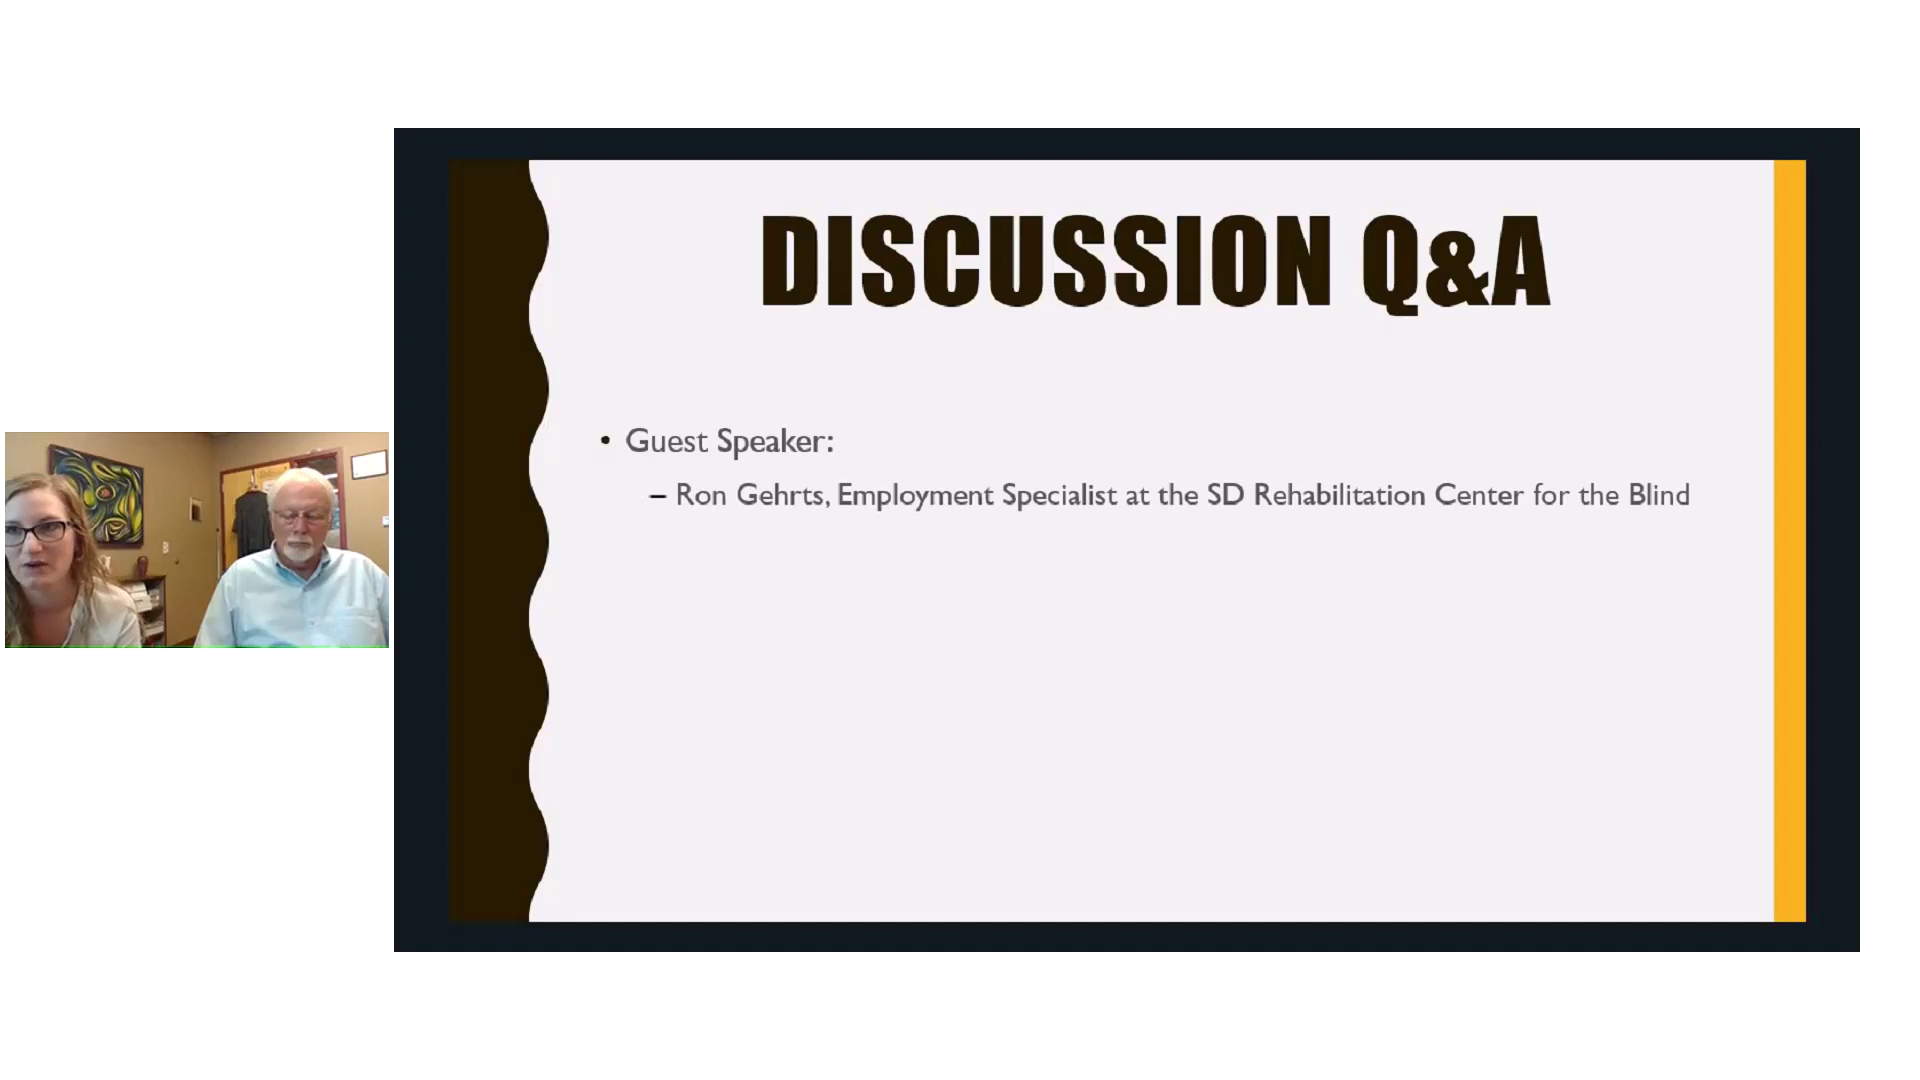 DISCUSSION Q&A
• Guest Speaker:
– Ron Gehrts, Employment Specialist at the SD Rehabilitation Center for the Blind